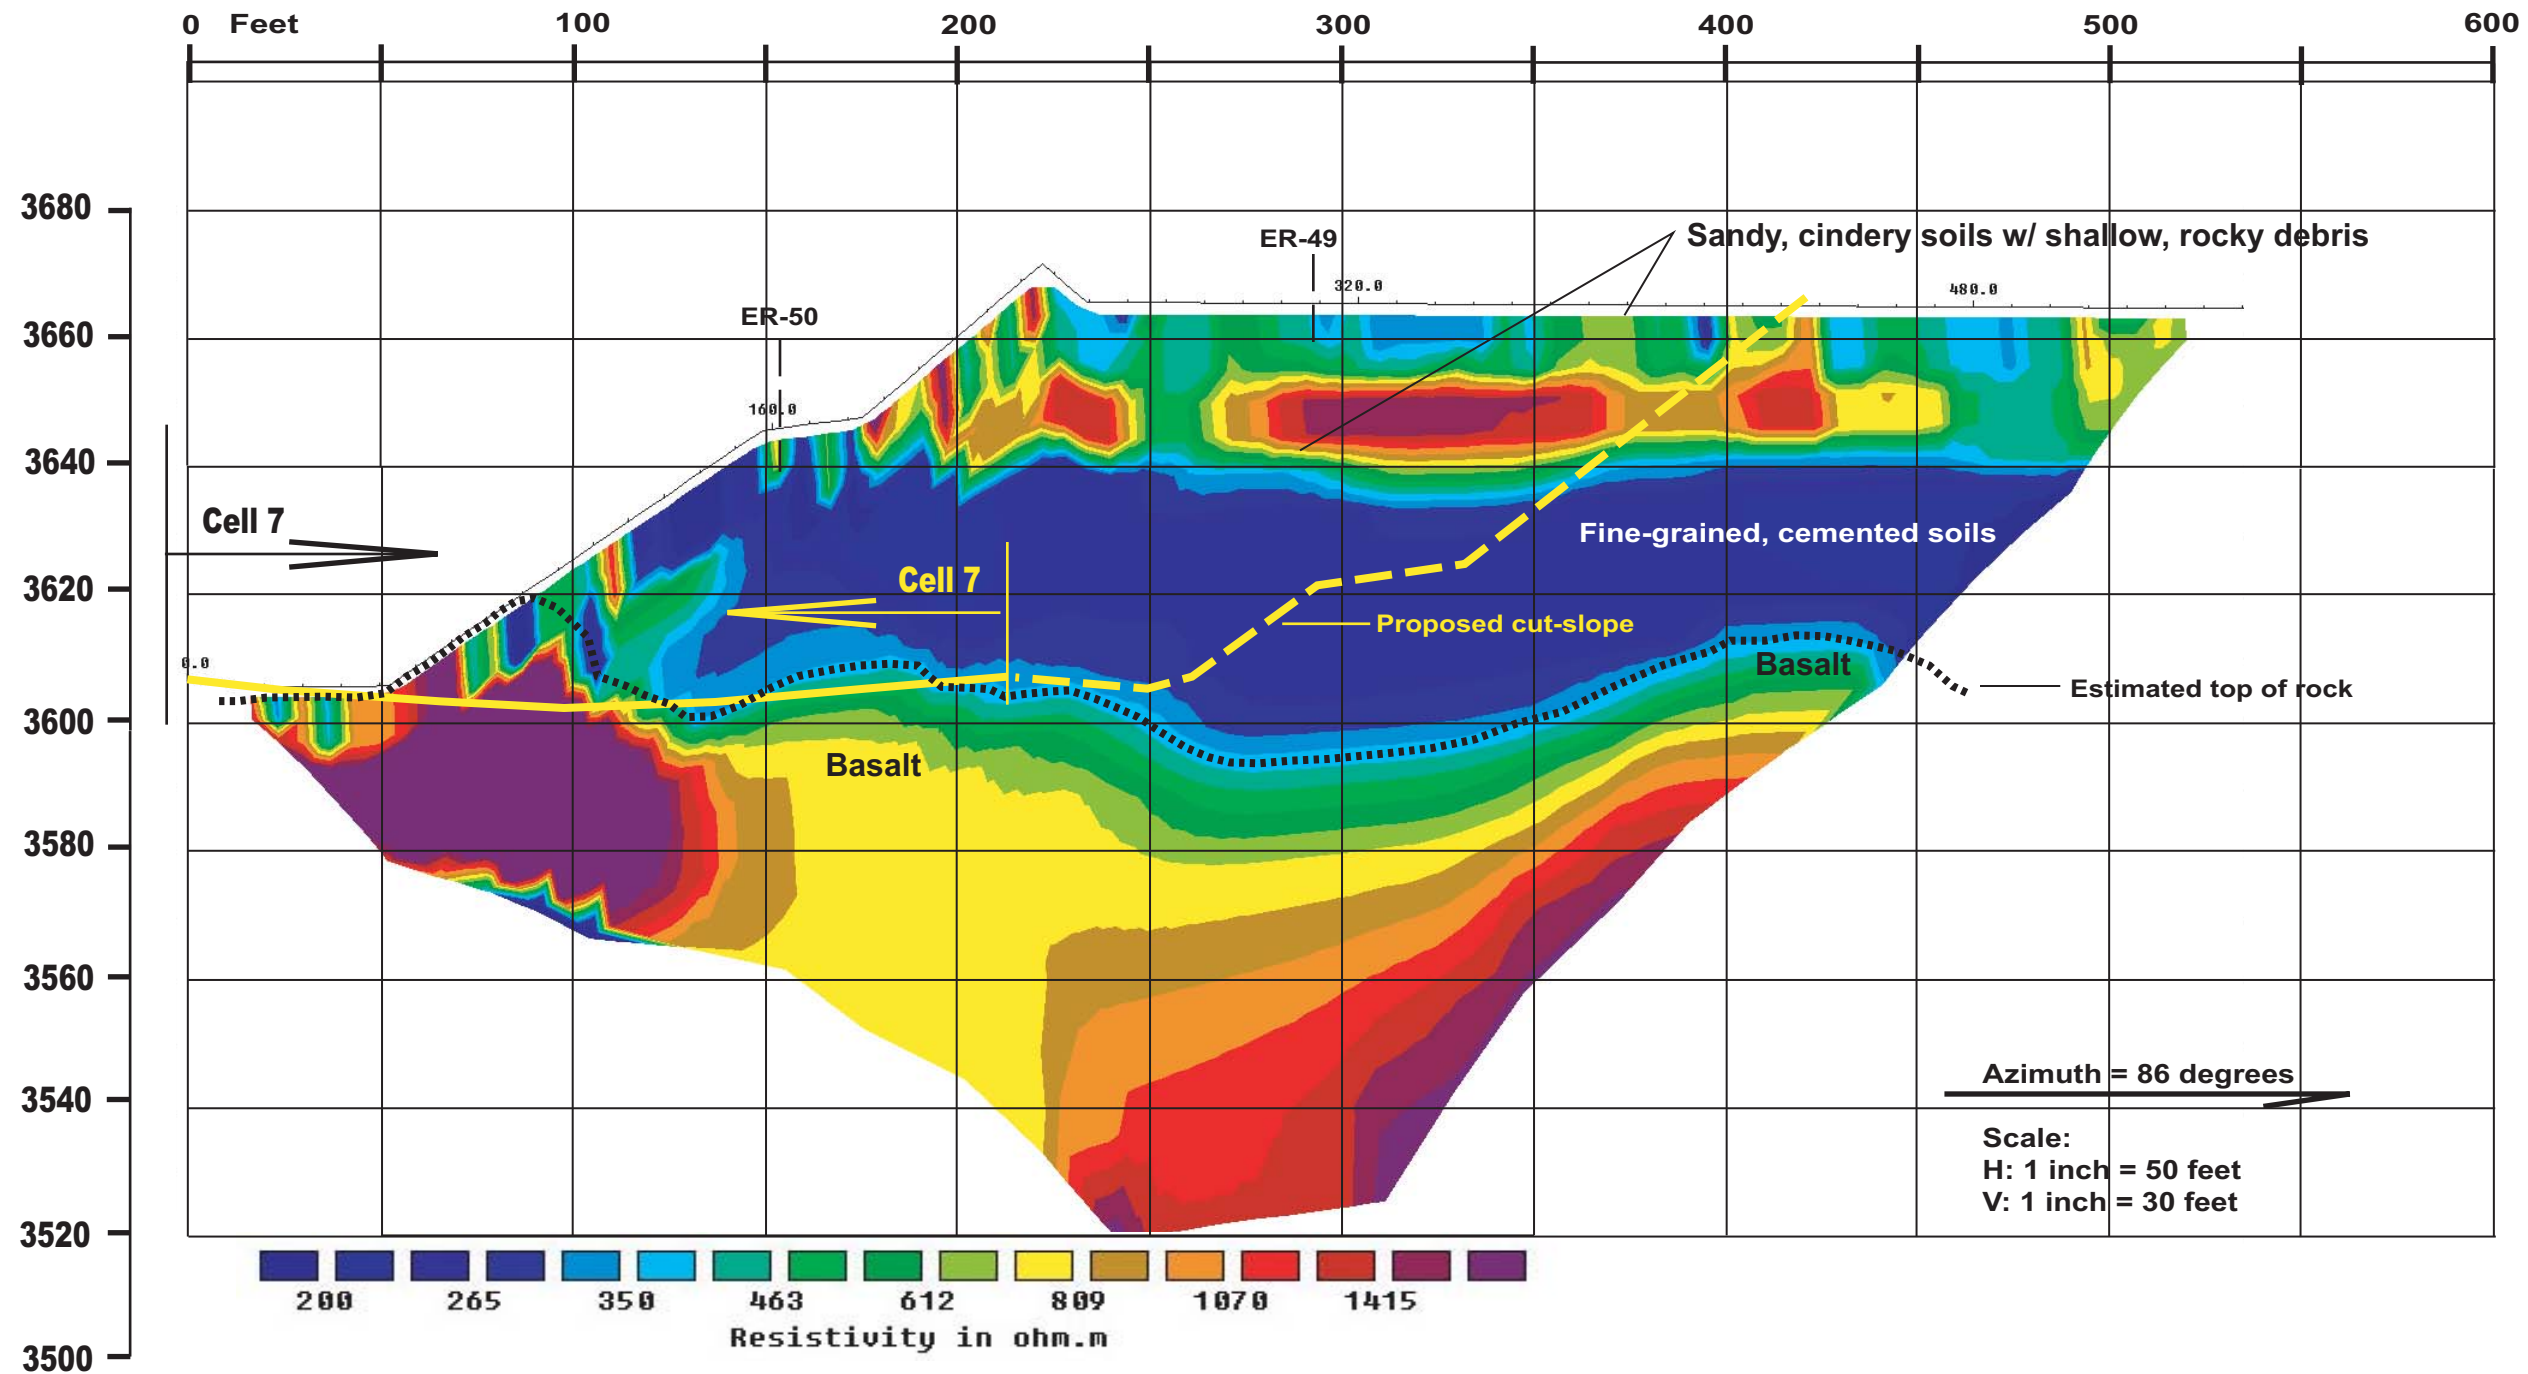 0 Feet 100 200 300 400 500 600
3680
ER-49
Sandy, cindery soils w/ shallow, rocky debris
320.0
480.0
ER-50
3660
160.0
3640
Cell 7
Fine-grained, cemented soils
Cell 7
3620
Proposed cut-slope
0.0
Basalt
Estimated top of rock
3600
Basalt
3580
3560
Azimuth = 86 degrees
3540
Scale:
H: 1 inch = 50 feet
V: 1 inch = 30 feet
3520
200 265 350 463 612 809 1070 1415
Resistivity in ohm.m
3500